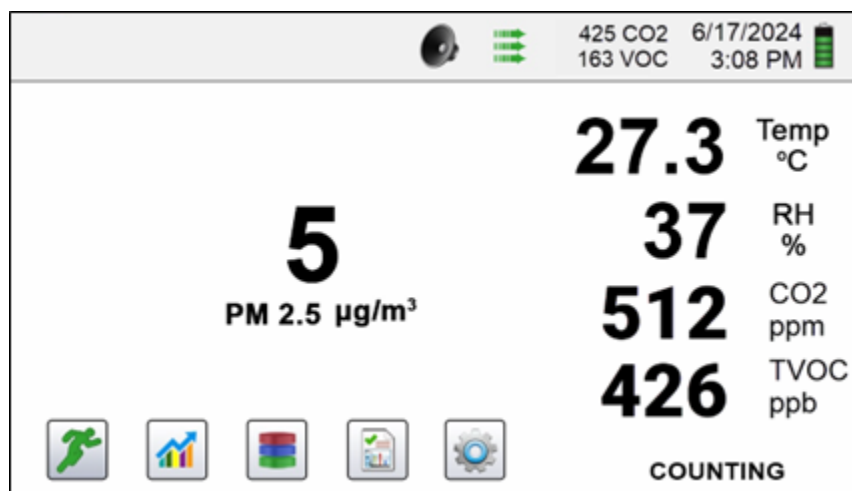 425 CO2 6/17/2024
163 VOC 3:08 PM
27.3 Temp ºC
5
PM 2.5 µg/m³
37 RH %
512 CO2 ppm
426 TVOC ppb
COUNTING